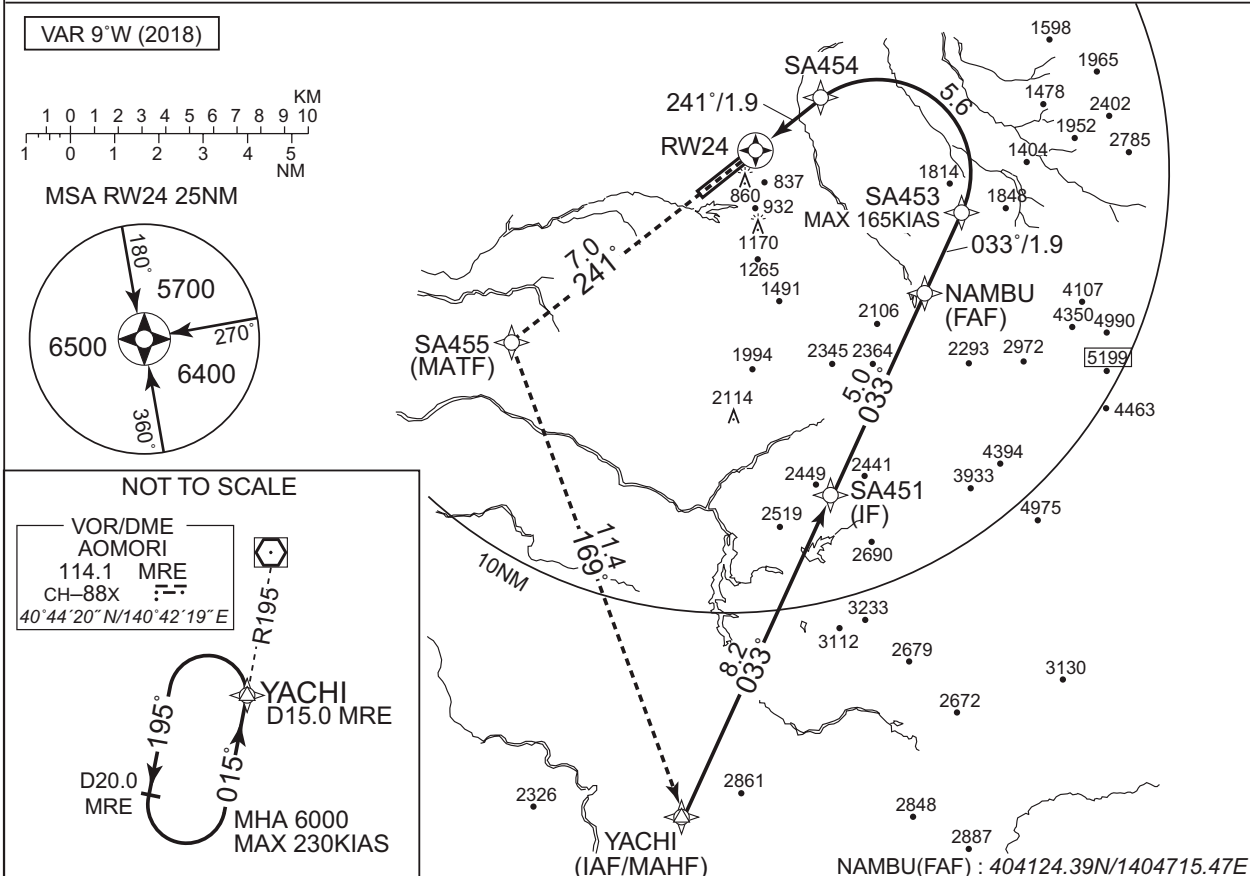 VAR 9°W (2018)
KM
1 0 1 2 3 4 5 6 7 8 9 10
1 0 1 2 3 4 5
NM
MSA RW24 25NM
180°
5700
270°
6500
6400
360°
NOT TO SCALE
VOR/DME
AOMORI
114.1 MRE
CH–88X
40°44´20˝N/140°42´19˝E
R195
YACHI
D15.0 MRE
195°
015°
D20.0
MRE
MHA 6000
MAX 230KIAS
1598
1965
SA454
1478
2402
241°/1.9
5.6
1952
2785
RW24
1404
837
1814
860
932
SA453
MAX 165KIAS
1848
1170
033°/1.9
7.0
241°
1265
1491
NAMBU
(FAF)
4107
2106
4350
4990
SA455
(MATF)
1994
2345
2364
2293
2972
5199
5.0
033°
4463
2114
4394
2449
2441
3933
SA451
(IF)
4975
2519
2690
11.4
169°
10NM
3233
3112
2679
3130
8.2
033°
2672
2861
2326
2848
YACHI
(IAF/MAHF)
2887
NAMBU(FAF) : 404124.39N/1404715.47E